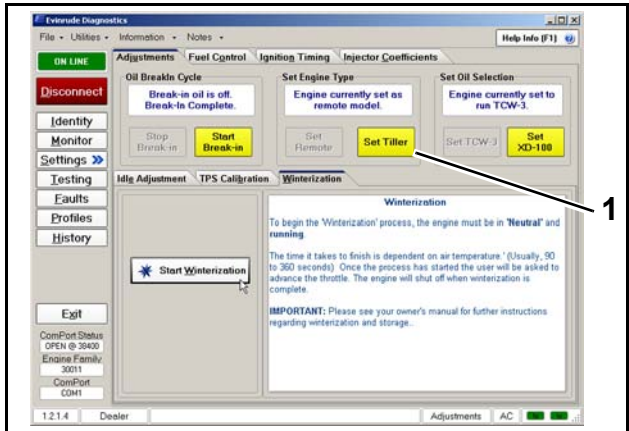 Evinrude Diagnostics
File Utilities Information Notes
Help Info (F1)
ON LINE
Disconnect
Identity
Monitor
Settings
Testing
Faults
Profiles
History
Exit
ComPort Status
OPEN @ 38400
Engine Family
30011
ComPort
COM1
Adjustments Fuel Control Ignition Timing Injector Coefficients
Oil BreakIn Cycle
Break-in oil is off.
Break-In Complete.
Stop
Break-in
Start
Break-in
Set Engine Type
Engine currently set as
remote model.
Set
Remote
Set Tiller
Set Oil Selection
Engine currently set to
run TCW-3.
Set TCW-3
Set
XD-100
1
Idle Adjustment TPS Calibration Winterization
Start Winterization
Winterization
To begin the 'Winterization' process, the engine must be in 'Neutral' and
running.
The time it takes to finish is dependent on air temperature.' (Usually, 90
to 360 seconds) Once the process has started the user will be asked to
advance the throttle. The engine will shut off when winterization is
complete.
IMPORTANT: Please see your owner's manual for further instructions
regarding winterization and storage..
1.2.1.4 Dealer Adjustments AC